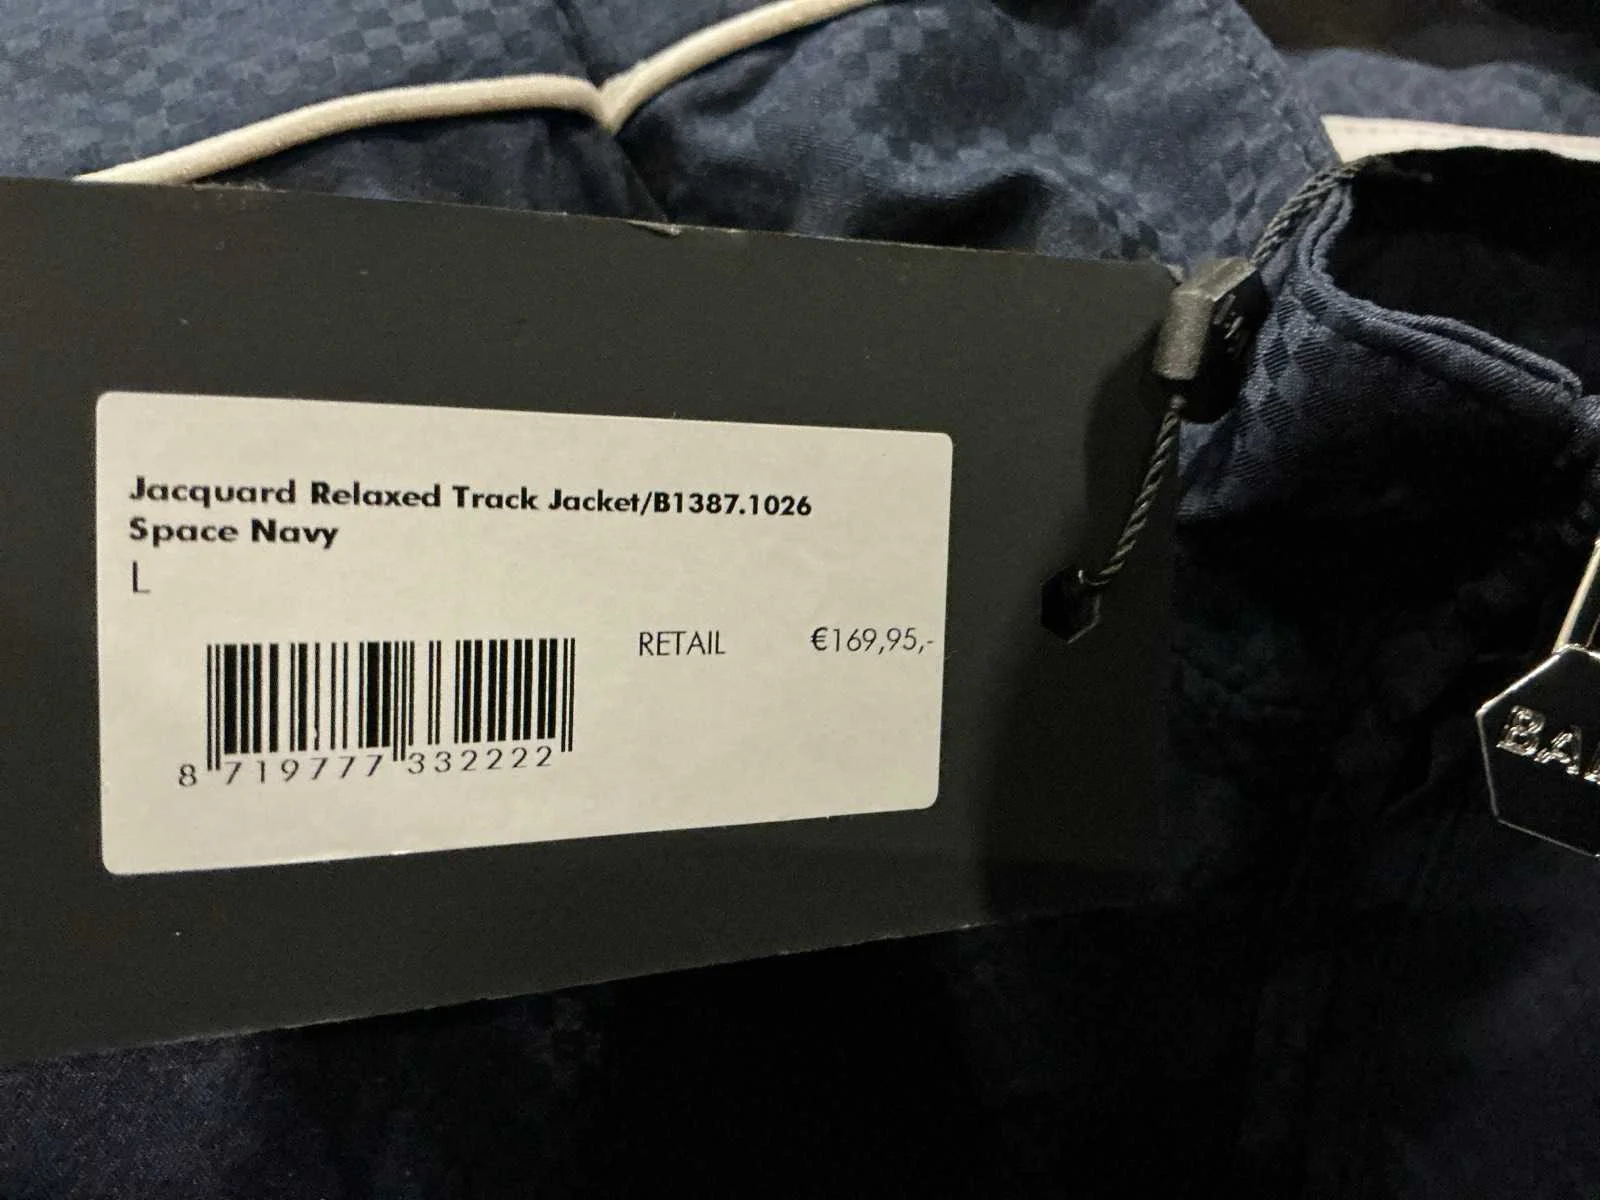 Jacquard Relaxed Track Jacket/B1387.1026
Space Navy
L
RETAIL €169,95,-
8 719777 332222